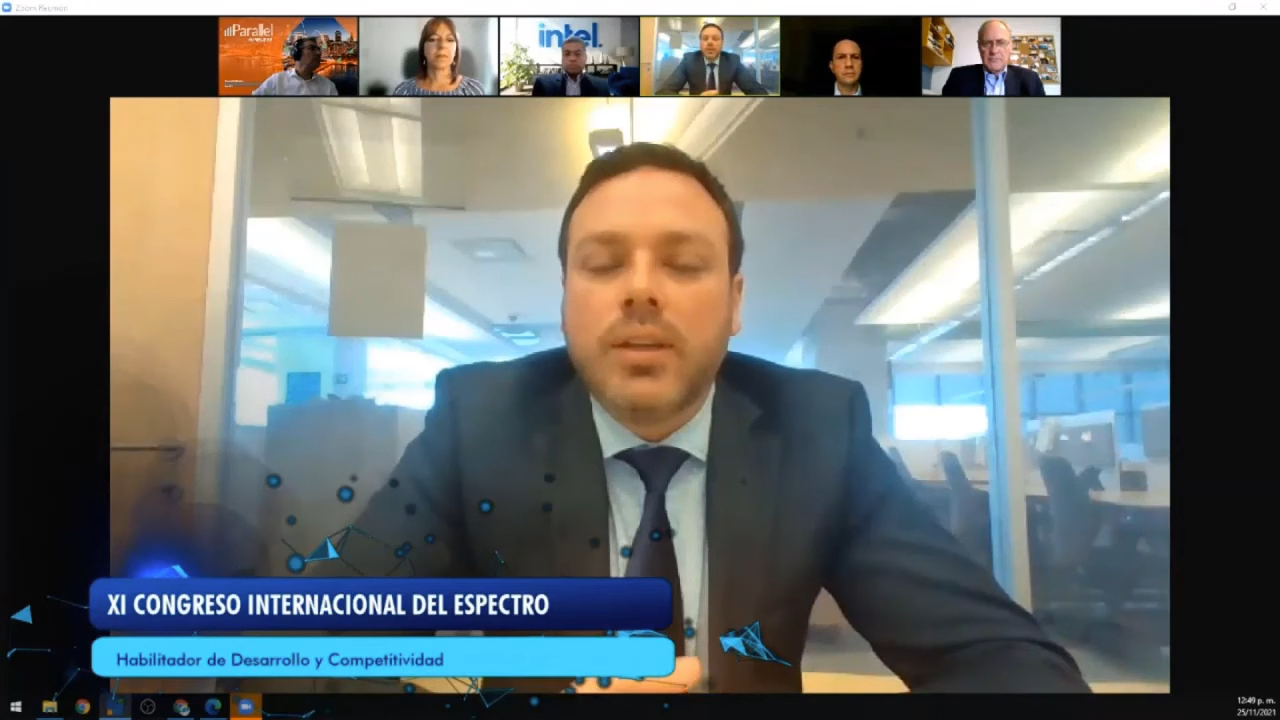 Zoom Reunión
Parallel
intel.
XI CONGRESO INTERNACIONAL DEL ESPECTRO
Habilitador de Desarrollo y Competitividad
12:49 p. m.
25/11/2021